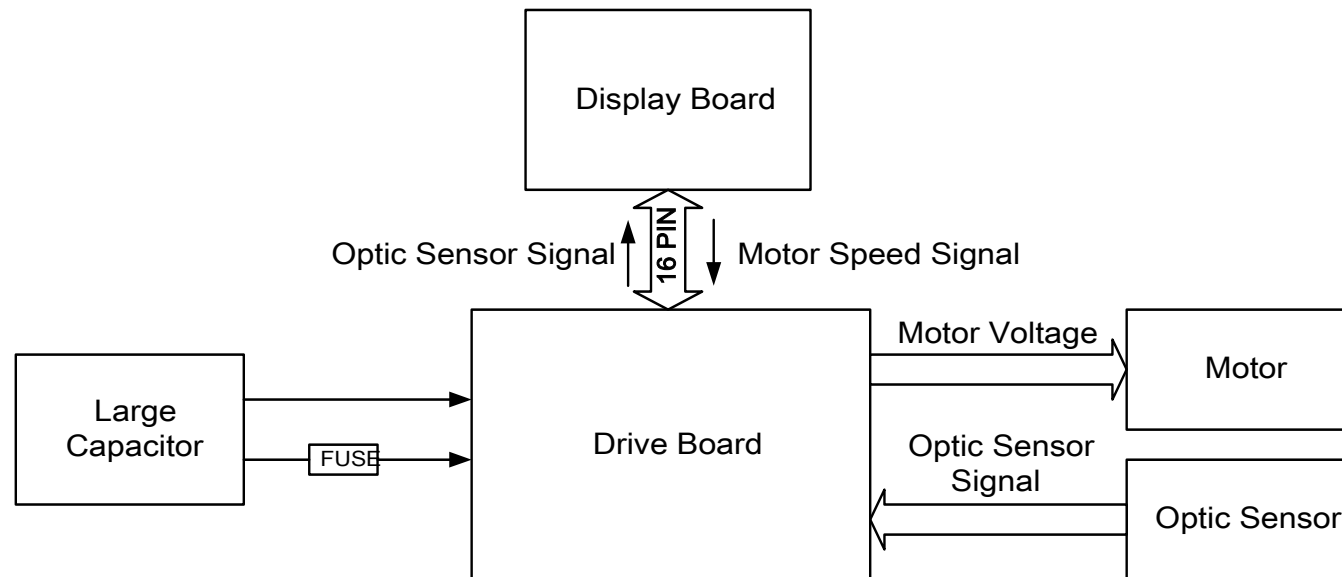 Display Board
Optic Sensor Signal
16 PIN
Motor Speed Signal
Motor Voltage
Motor
Large
Capacitor
FUSE
Drive Board
Optic Sensor
Signal
Optic Sensor